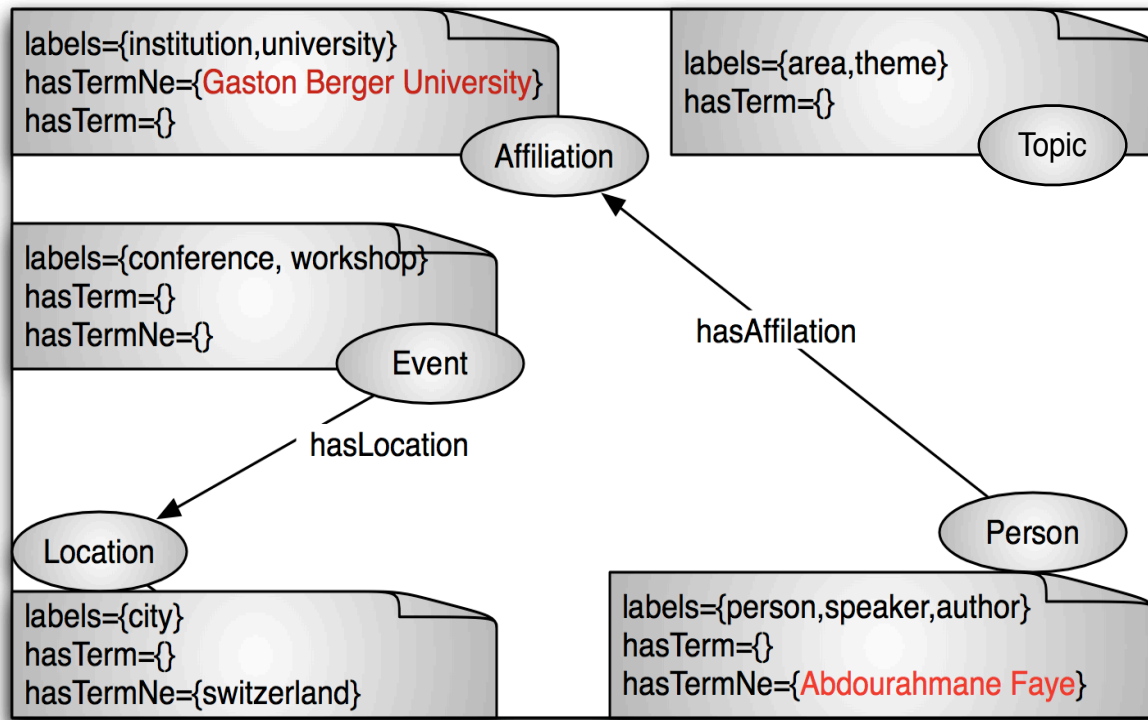 labels={institution,university}
hasTermNe={Gaston Berger University}
hasTerm={}
Affiliation
labels={area,theme}
hasTerm={}
Topic
labels={conference, workshop}
hasTerm={}
hasTermNe={}
Event
hasAffilation
hasLocation
Location
labels={city}
hasTerm={}
hasTermNe={switzerland}
Person
labels={person,speaker,author}
hasTerm={}
hasTermNe={Abdourahmane Faye}